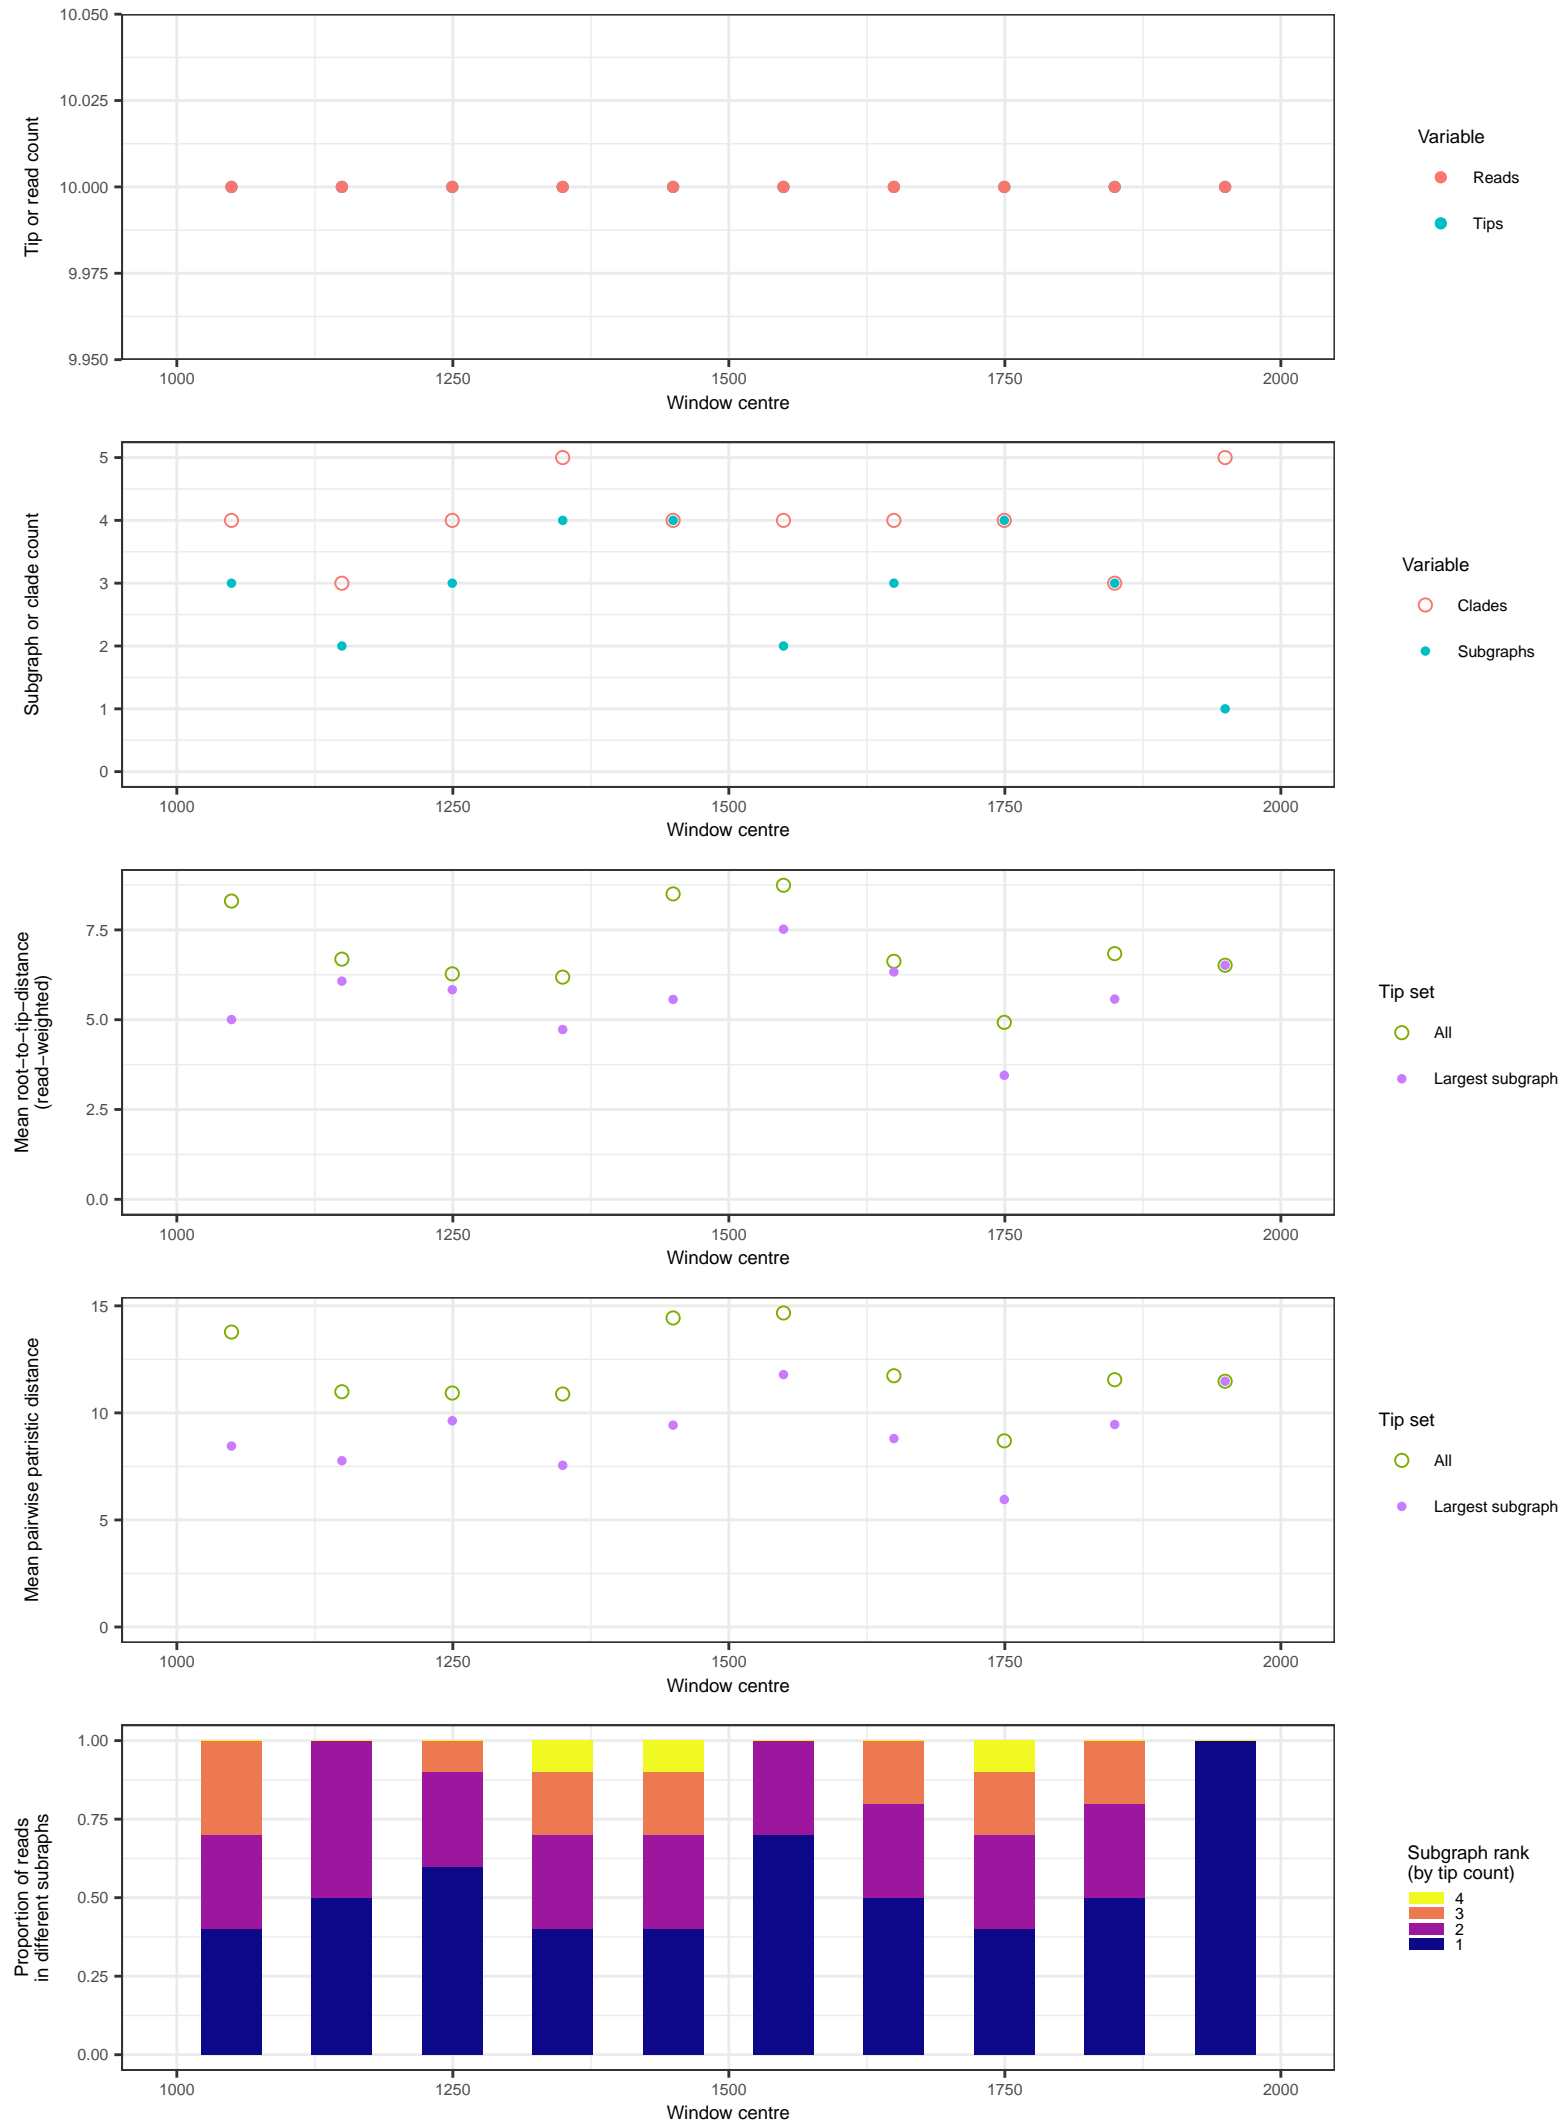 10.050
10.025
10.000
9.975
9.950
Tip or read count
1000 1250 1500 1750 2000
Window centre
Variable
Reads
Tips
5
4
3
2
1
0
Subgraph or clade count
1000 1250 1500 1750 2000
Window centre
Variable
Clades
Subgraphs
7.5
5.0
2.5
0.0
Mean root−to−tip−distance
(read−weighted)
1000 1250 1500 1750 2000
Window centre
Tip set
All
Largest subgraph
15
10
5
0
Mean pairwise patristic distance
1000 1250 1500 1750 2000
Window centre
Tip set
All
Largest subgraph
1.00
0.75
0.50
0.25
0.00
Proportion of reads
in different subraphs
1000 1250 1500 1750 2000
Window centre
Subgraph rank
(by tip count)
4
3
2
1